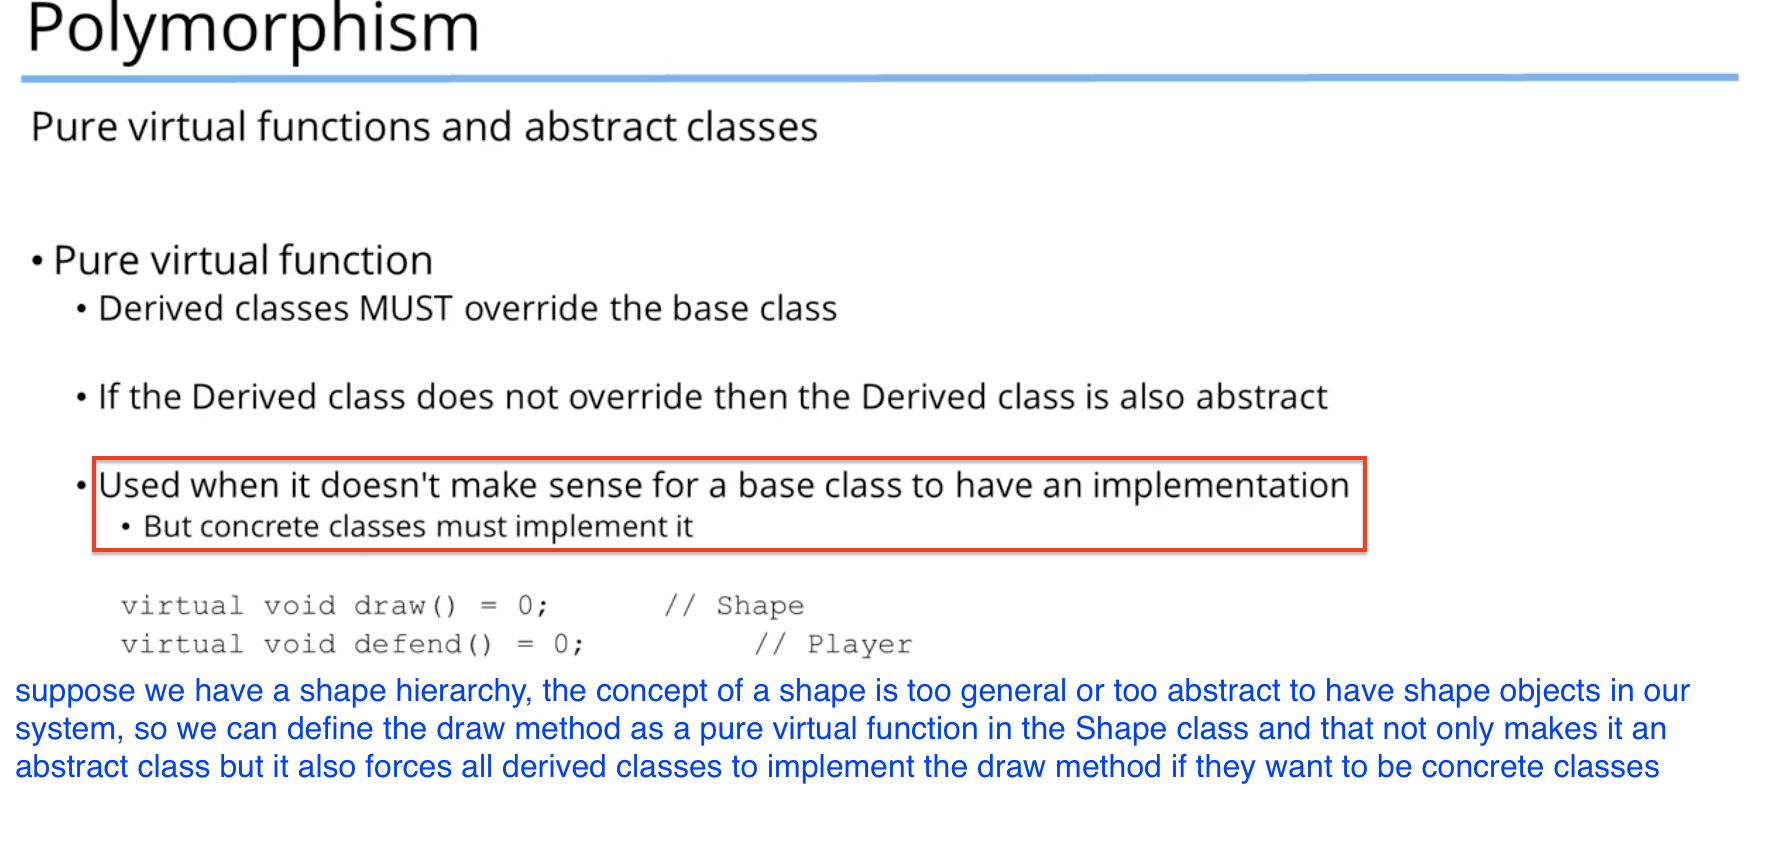 Polymorphism
Pure virtual functions and abstract classes
• Pure virtual function
• Derived classes MUST override the base class
• If the Derived class does not override then the Derived class is also abstract
• Used when it doesn't make sense for a base class to have an implementation
• But concrete classes must implement it
virtual void draw() = 0; // Shape
virtual void defend() = 0; // Player
suppose we have a shape hierarchy, the concept of a shape is too general or too abstract to have shape objects in our
system, so we can define the draw method as a pure virtual function in the Shape class and that not only makes it an
abstract class but it also forces all derived classes to implement the draw method if they want to be concrete classes